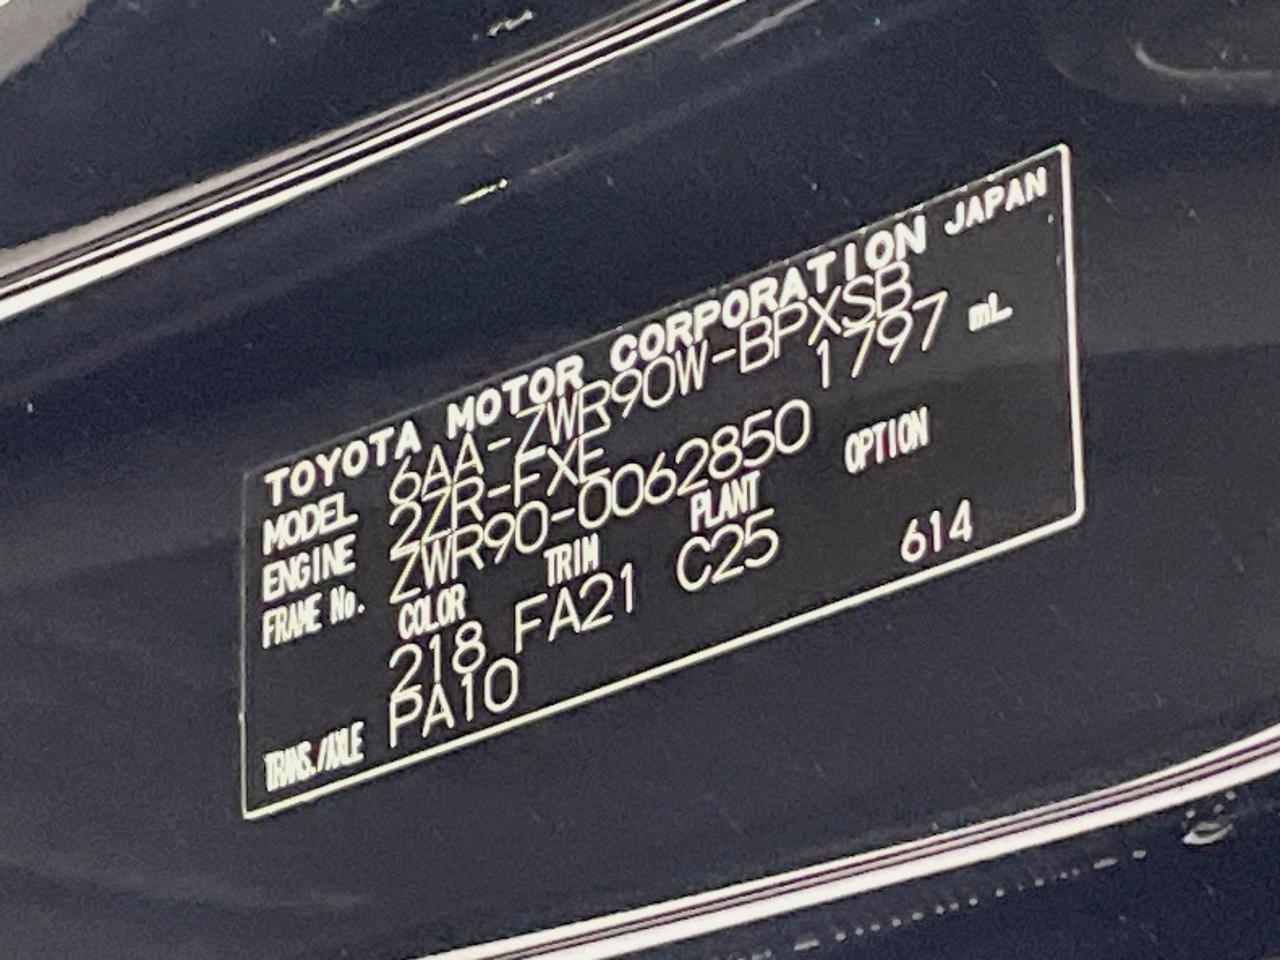 TOYOTA MOTOR CORPORATION JAPAN
MODEL 6AA-ZWR90W-BPXSB
ENGINE 2ZR-FXE 1797 mL
FRAME No. ZWR90-0062850
COLOR TRIM PLANT OPTION
218 FA21 C25 614
TRANS./AXLE PA10